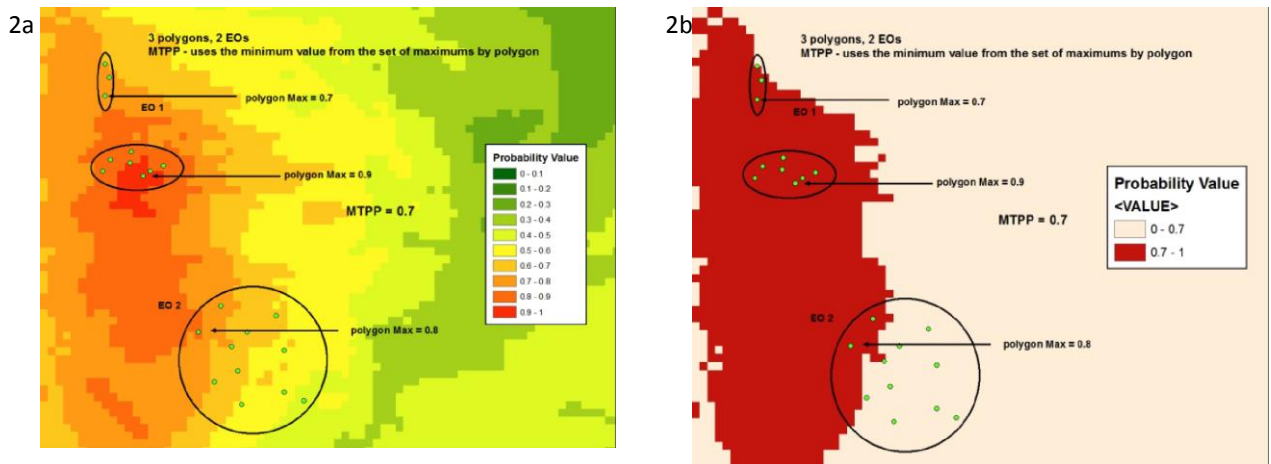 2a
3 polygons, 2 EOs
MTPP - uses the minimum value from the set of maximums by polygon
polygon Max = 0.7
EO 1
polygon Max = 0.9
MTPP = 0.7
EO 2
polygon Max = 0.8
Probability Value
0 - 0.1
0.1 - 0.2
0.2 - 0.3
0.3 - 0.4
0.4 - 0.5
0.5 - 0.6
0.6 - 0.7
0.7 - 0.8
0.8 - 0.9
0.9 - 1
2b
3 polygons, 2 EOs
MTPP - uses the minimum value from the set of maximums by polygon
polygon Max = 0.7
EO 1
polygon Max = 0.9
MTPP = 0.7
EO 2
polygon Max = 0.8
Probability Value
<VALUE>
0 - 0.7
0.7 - 1